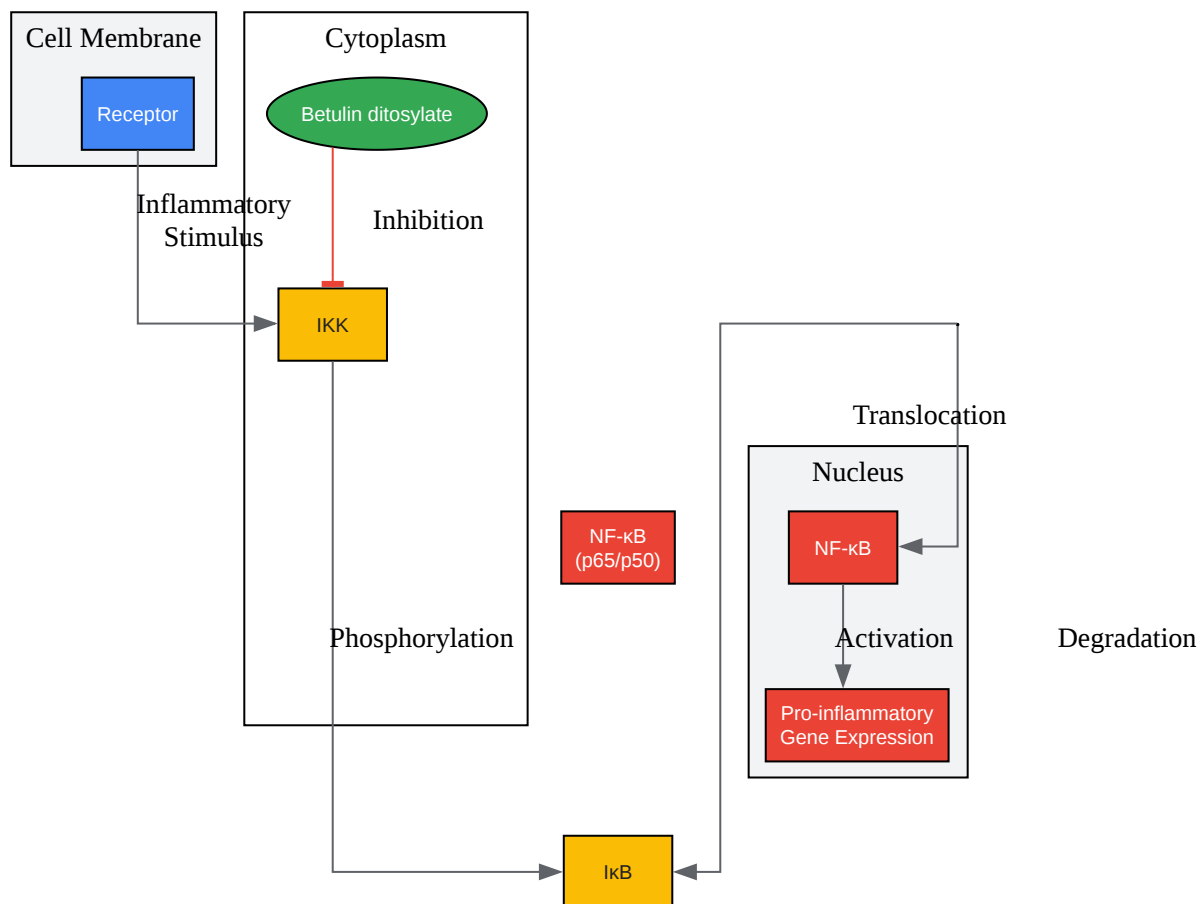 Cell Membrane
Receptor
Cytoplasm
Betulin ditosylate
Inflammatory
Stimulus
Inhibition
IKK
Translocation
Nucleus
NF-κB
(p65/p50)
NF-κB
Phosphorylation
Activation
Degradation
Pro-inflammatory
Gene Expression
IκB